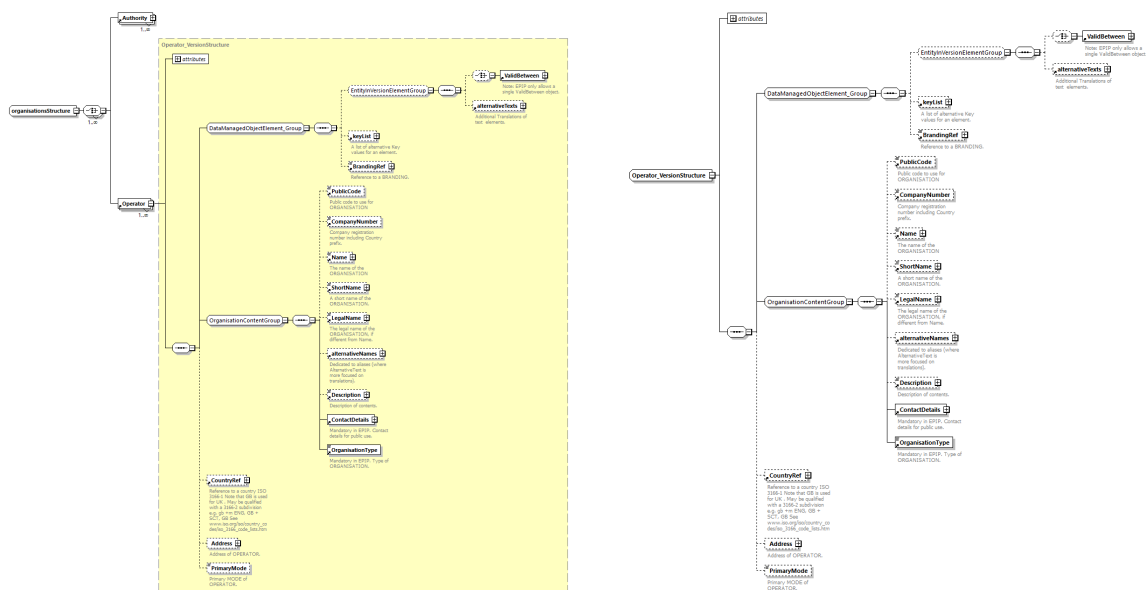 Authority
1..∞
organisationsStructure
1..∞
Operator
1..∞
Operator_VersionStructure
attributes
EntityInVersionElementGroup
ValidBetween
Note: EPIP only allows a
single ValidBetween object.
alternativeTexts
Additional Translations of
text elements.
DataManagedObjectElement_Group
keyList
A list of alternative Key
values for an element.
BrandingRef
Reference to a BRANDING.
PublicCode
Public code to use for
ORGANISATION
CompanyNumber
Company registration
number including Country
prefix.
Name
The name of the
ORGANISATION
ShortName
A short name of the
ORGANISATION.
OrganisationContentGroup
LegalName
The legal name of the
ORGANISATION, if
different from Name.
alternativeNames
Dedicated to aliases (where
AlternativeText is
more focused on
translations).
Description
Description of contents.
ContactDetails
Mandatory in EPIP. Contact
details for public use.
OrganisationType
Mandatory in EPIP. Type of
ORGANISATION.
CountryRef
Reference to a country ISO
3166-1 Note that GB is used
for UK . May be qualified
with a 3166-2 subdivision
e.g. gb +m ENG, GB +
SCT, GB See
www.iso.org/iso/country_co
des/iso_3166_code_lists.htm
Address
Address of OPERATOR.
PrimaryMode
Primary MODE of
OPERATOR.
Operator_VersionStructure
attributes
EntityInVersionElementGroup
ValidBetween
Note: EPIP only allows a
single ValidBetween object
alternativeTexts
Additional Translations of
text elements.
DataManagedObjectElement_Group
keyList
A list of alternative Key
values for an element.
BrandingRef
Reference to a BRANDING.
PublicCode
Public code to use for
ORGANISATION
CompanyNumber
Company registration
number including Country
prefix.
Name
The name of the
ORGANISATION
ShortName
A short name of the
ORGANISATION.
OrganisationContentGroup
LegalName
The legal name of the
ORGANISATION, if
different from Name.
alternativeNames
Dedicated to aliases (where
AlternativeText is
more focused on
translations).
Description
Description of contents.
ContactDetails
Mandatory in EPIP. Contact
details for public use.
OrganisationType
Mandatory in EPIP. Type of
ORGANISATION.
CountryRef
Reference to a country ISO
3166-1 Note that GB is used
for UK . May be qualified
with a 3166-2 subdivision
e.g. gb +m ENG, GB +
SCT, GB See
www.iso.org/iso/country_co
des/iso_3166_code_lists.htm
Address
Address of OPERATOR.
PrimaryMode
Primary MODE of
OPERATOR.